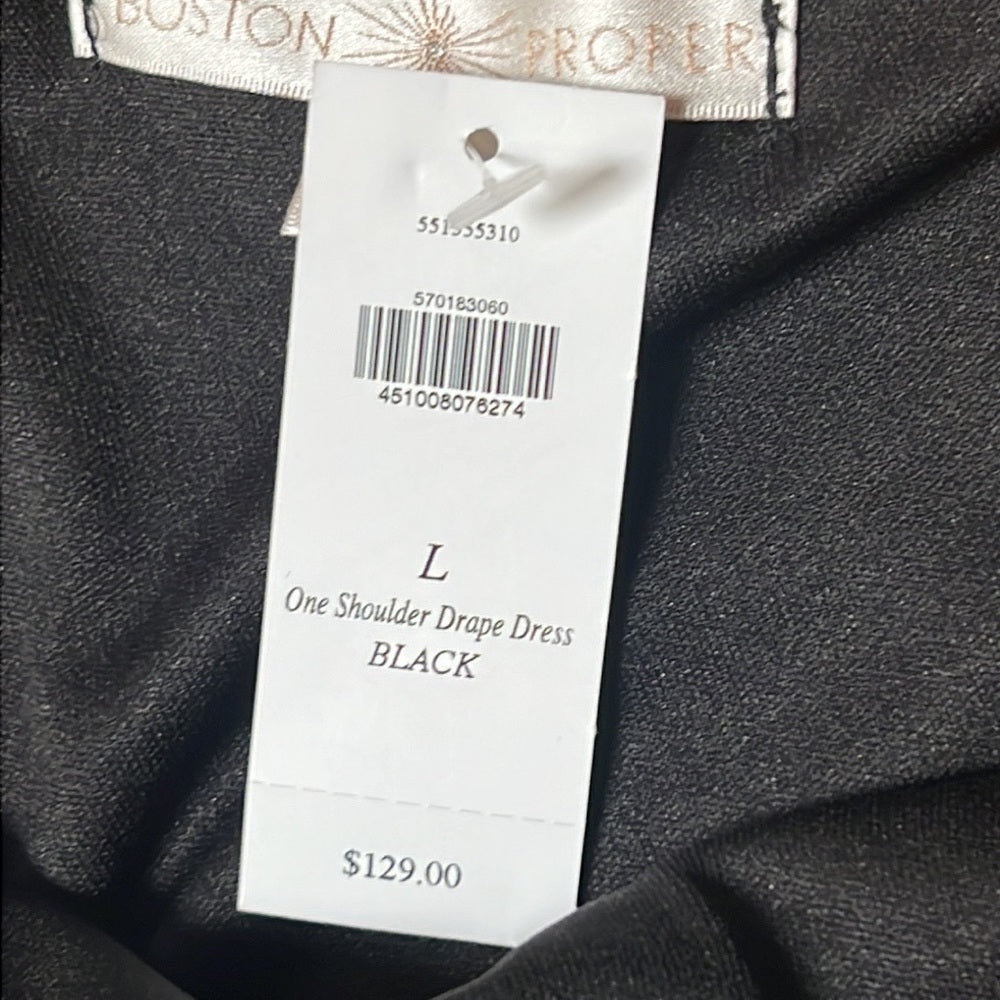 BOSTON PROPER
570183060
451008076274
L
One Shoulder Drape Dress
BLACK
$129.00